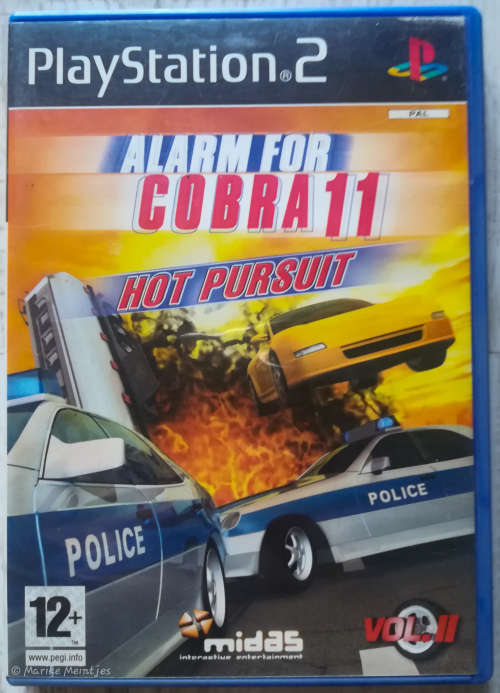 PlayStation®2
PAL
ALARM FOR
COBRA 11
HOT PURSUIT
POLICE
POLICE
12+
www.pegi.info
midas
interactive entertainment
VOL.II
© Marike Meintjes